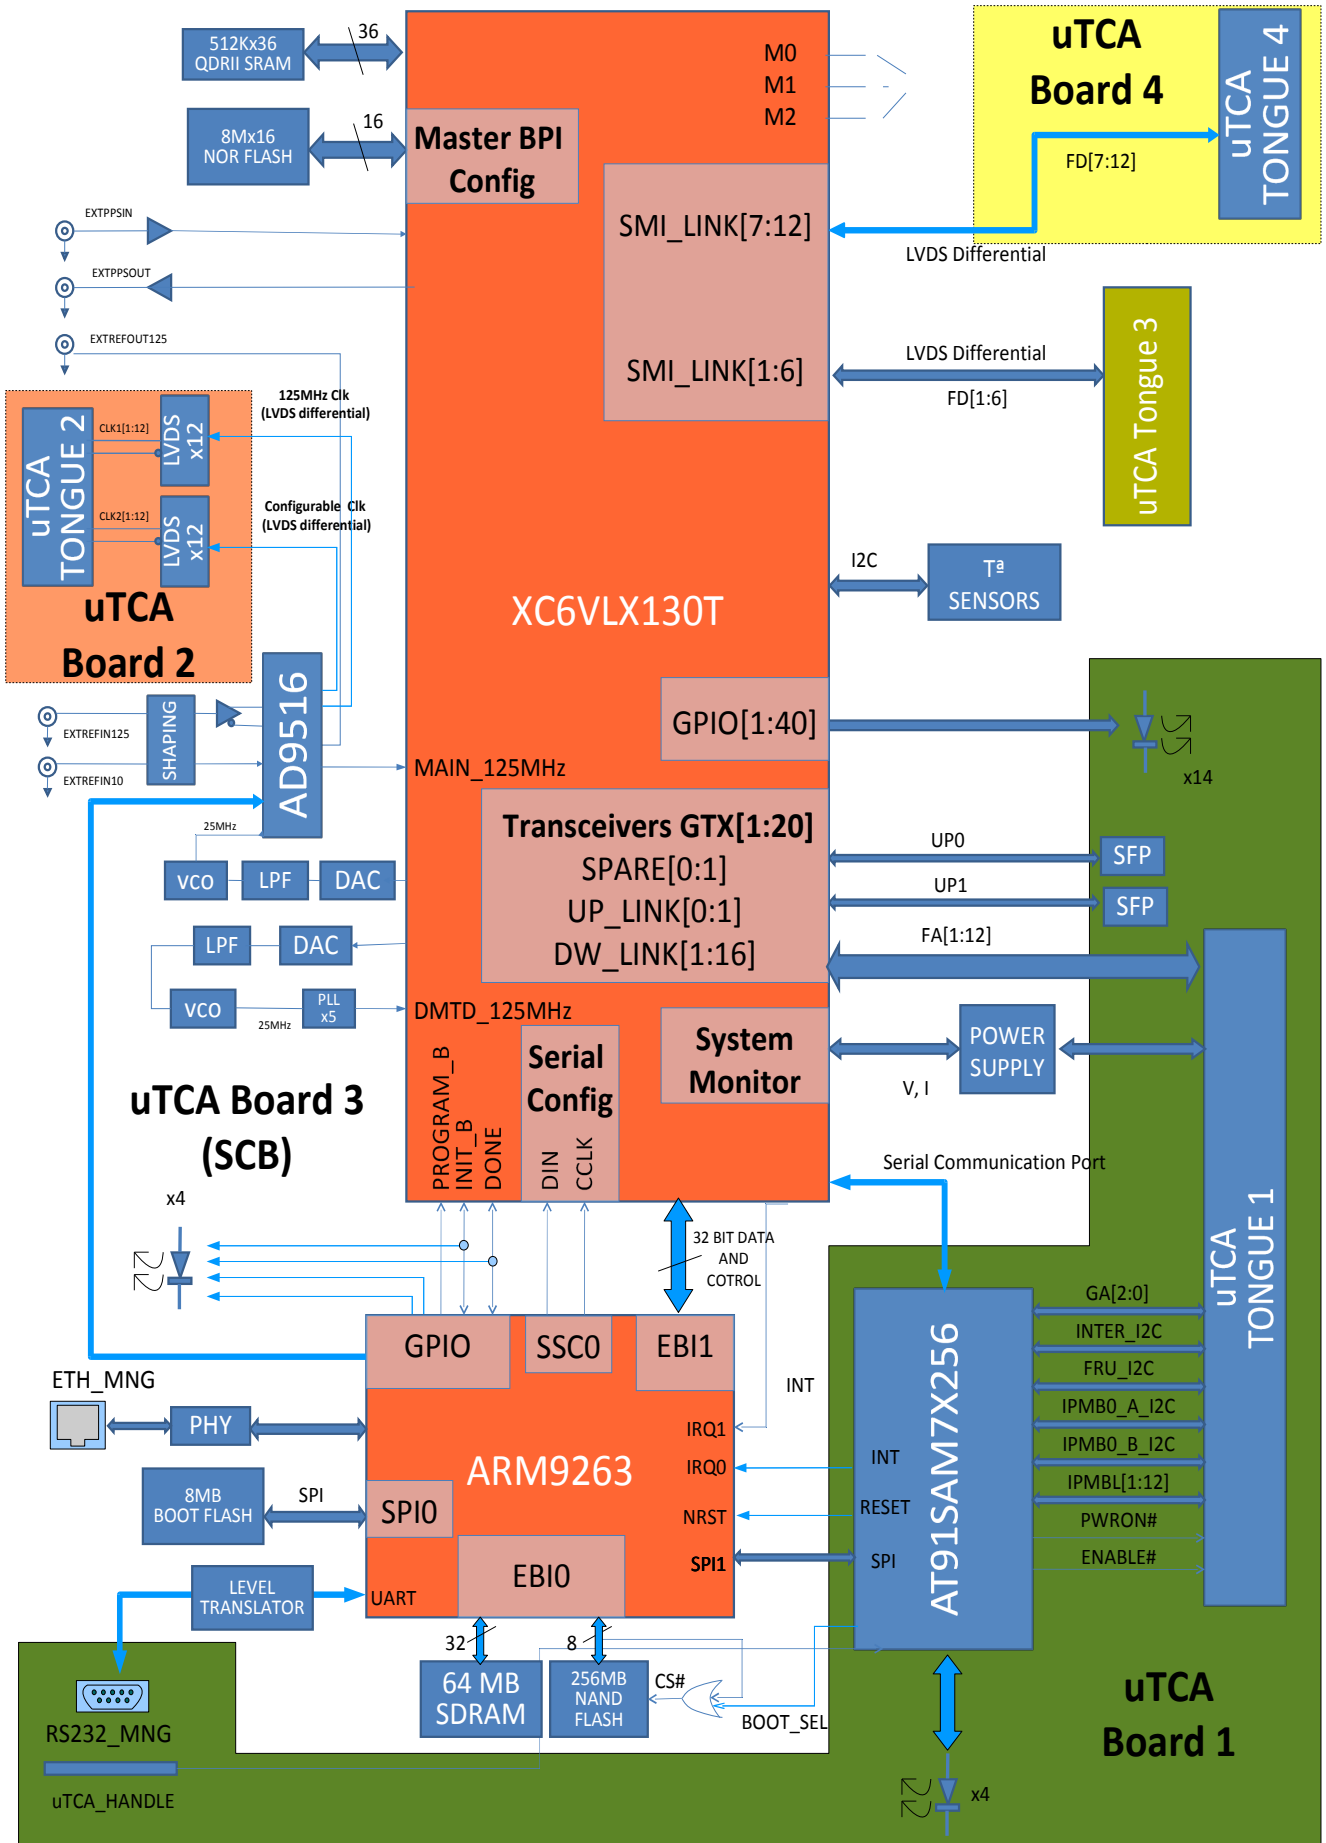 512Kx36
QDRII SRAM
36
8Mx16
NOR FLASH
16
Master BPI
Config
M0
M1
M2
uTCA
Board 4
uTCA
TONGUE 4
FD[7:12]
SMI_LINK[7:12]
LVDS Differential
EXTPPSIN
EXTPPSOUT
EXTREFOUT125
SMI_LINK[1:6]
LVDS Differential
FD[1:6]
uTCA Tongue 3
125MHz Clk
(LVDS differential)
uTCA
TONGUE 2
CLK1[1:12]
LVDS
x12
Configurable Clk
(LVDS differential)
CLK2[1:12]
LVDS
x12
uTCA
Board 2
I2C
Tª
SENSORS
XC6VLX130T
EXTREFIN125
EXTREFIN10
SHAPING
AD9516
GPIO[1:40]
x14
MAIN_125MHz
25MHz
VCO
LPF
DAC
Transceivers GTX[1:20]
SPARE[0:1]
UP_LINK[0:1]
DW_LINK[1:16]
UP0
SFP
UP1
SFP
FA[1:12]
LPF
DAC
VCO
25MHz
PLL
x5
DMTD_125MHz
System
Monitor
POWER
SUPPLY
V, I
Serial
Config
PROGRAM_B
INIT_B
DONE
DIN
CCLK
uTCA Board 3
(SCB)
Serial Communication Port
uTCA
TONGUE 1
x4
32 BIT DATA
AND
COTROL
GPIO
SSC0
EBI1
ETH_MNG
PHY
INT
IRQ1
IRQ0
NRST
SPI1
ARM9263
8MB
BOOT FLASH
SPI
SPI0
EBI0
UART
LEVEL
TRANSLATOR
AT91SAM7X256
INT
RESET
SPI
GA[2:0]
INTER_I2C
FRU_I2C
IPMB0_A_I2C
IPMB0_B_I2C
IPMBL[1:12]
PWRON#
ENABLE#
32
8
64 MB
SDRAM
256MB
NAND
FLASH
CS#
BOOT_SEL
RS232_MNG
uTCA_HANDLE
uTCA
Board 1
x4